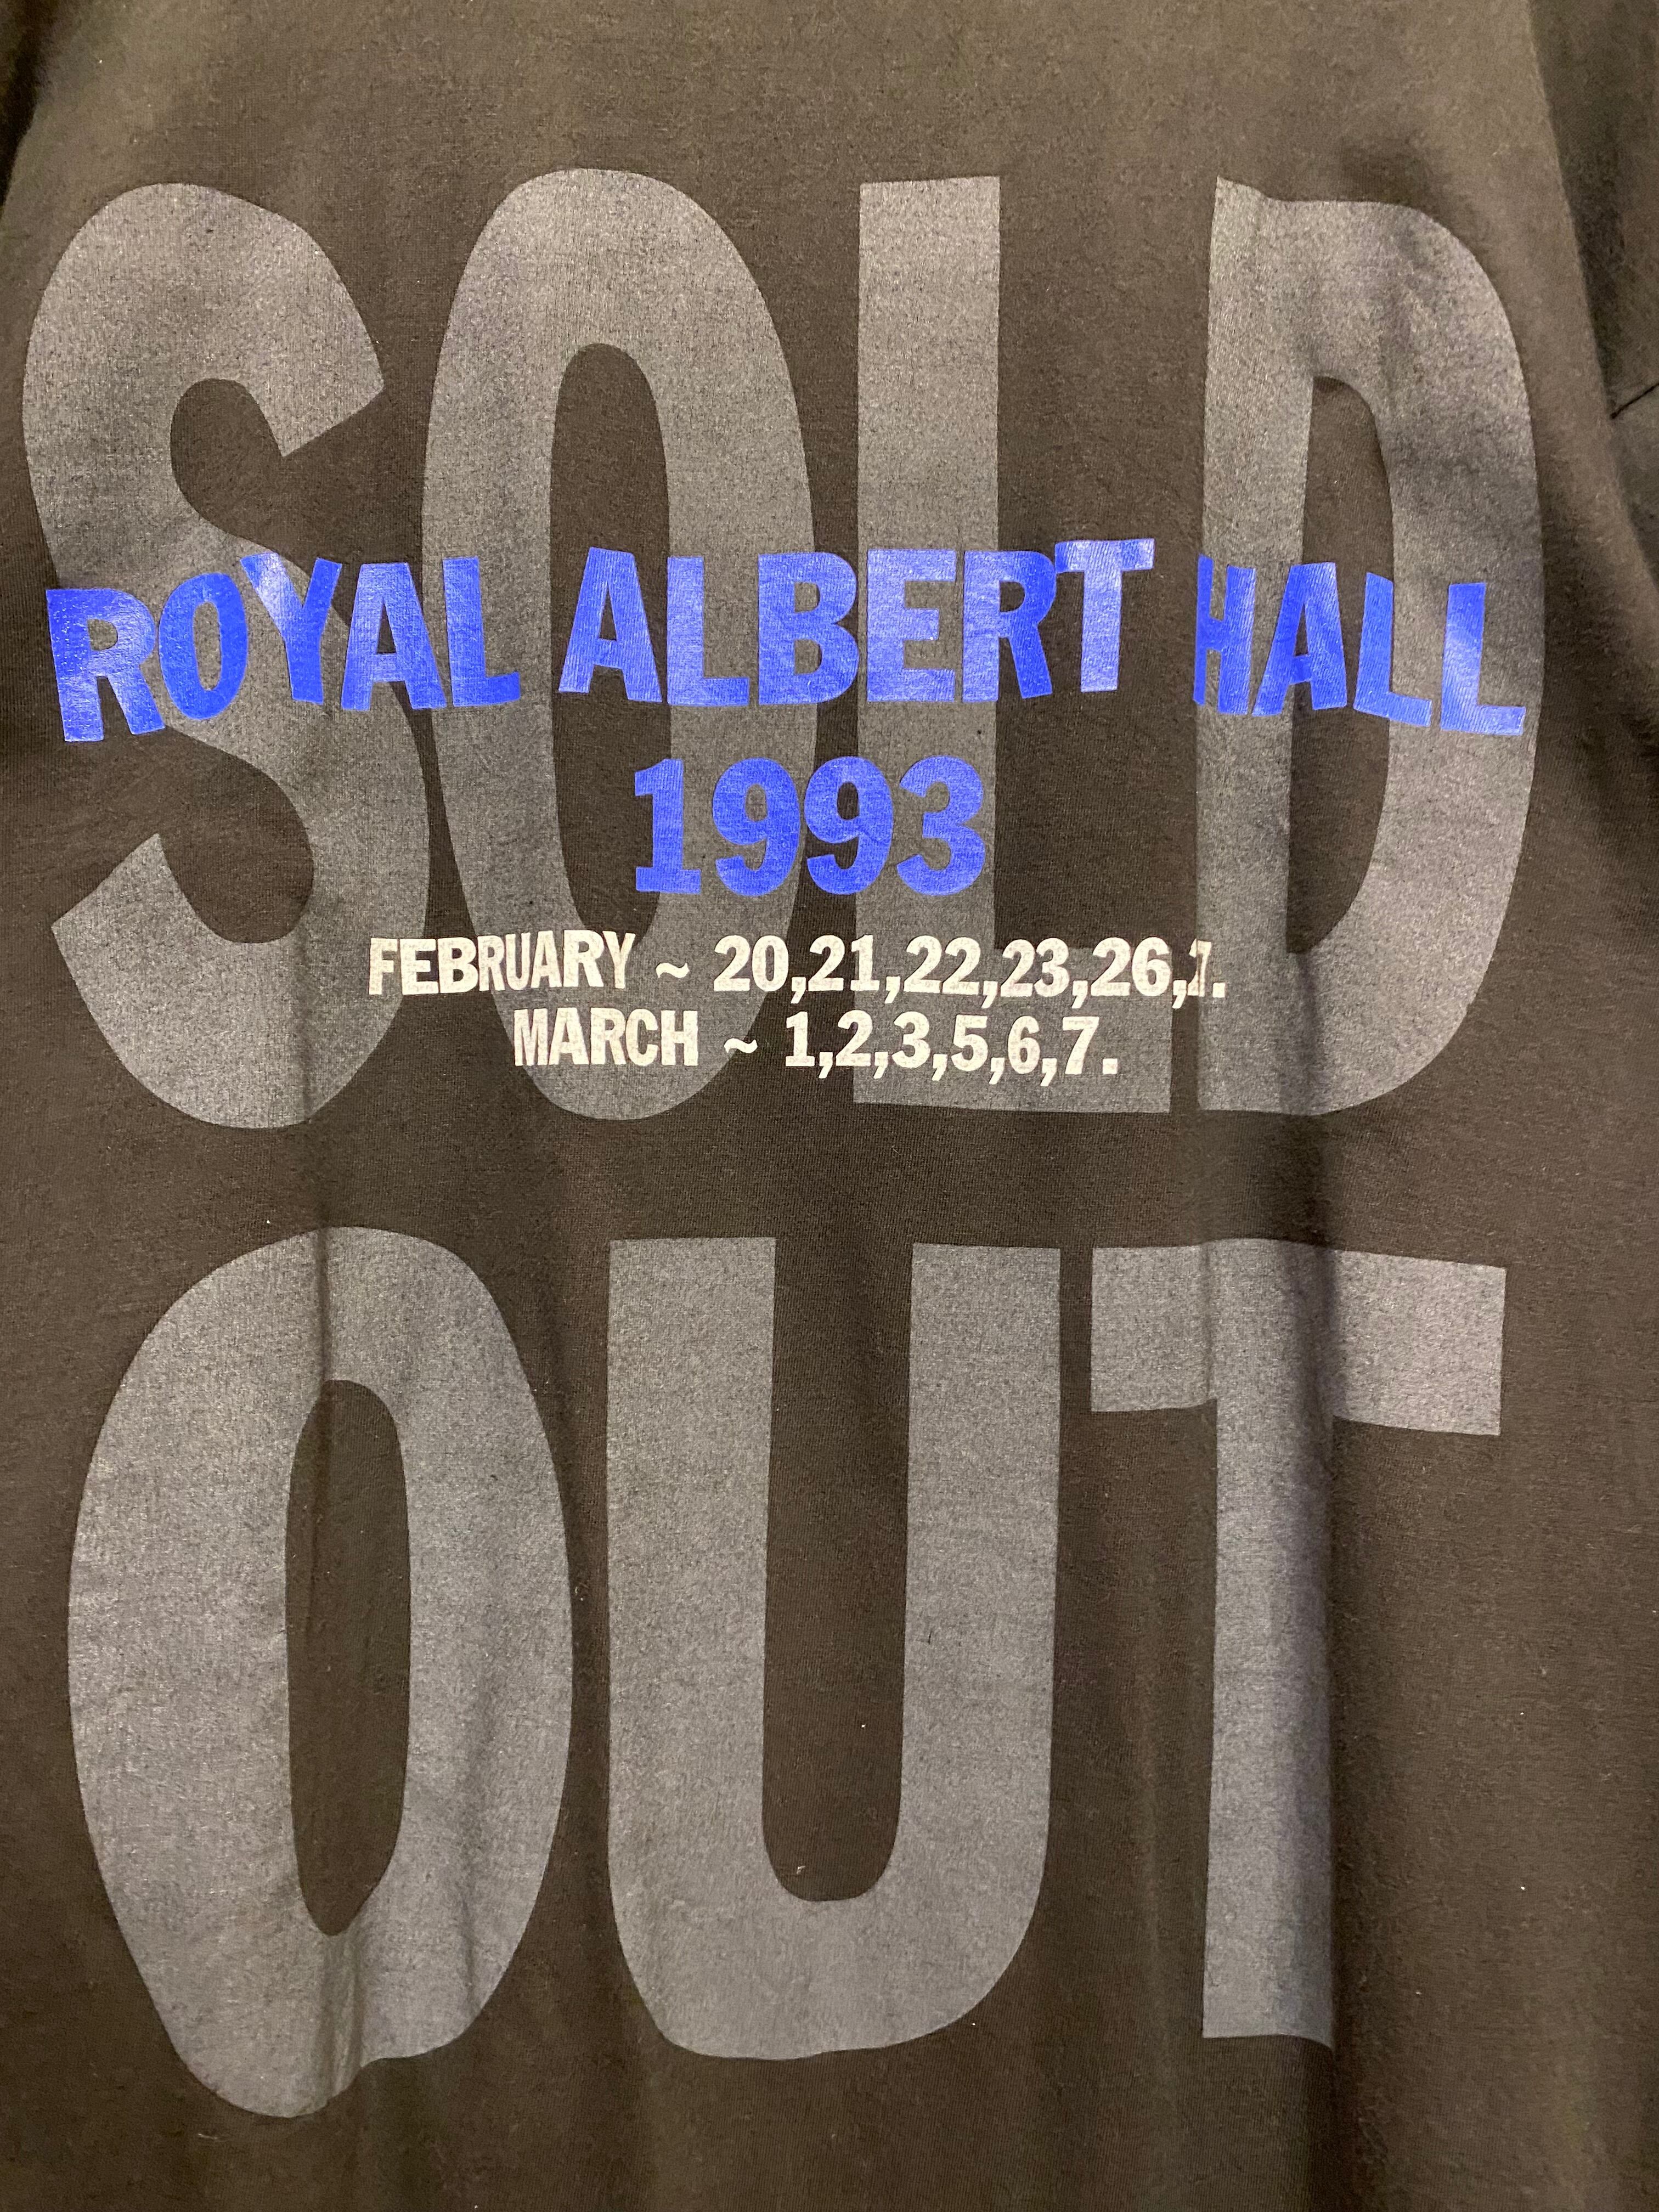 SOLD
ROYAL ALBERT HALL
1993
FEBRUARY ~ 20,21,22,23,26,
MARCH ~ 1,2,3,5,6,7.
OUT